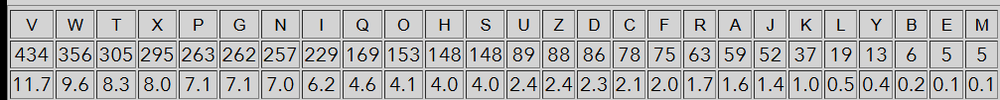 V W T X P G N I Q O H S U Z D C F R A J K L Y B E M
434 356 305 295 263 262 257 229 169 153 148 148 89 88 86 78 75 63 59 52 37 19 13 6 5 5
11.7 9.6 8.3 8.0 7.1 7.1 7.0 6.2 4.6 4.1 4.0 4.0 2.4 2.4 2.3 2.1 2.0 1.7 1.6 1.4 1.0 0.5 0.4 0.2 0.1 0.1